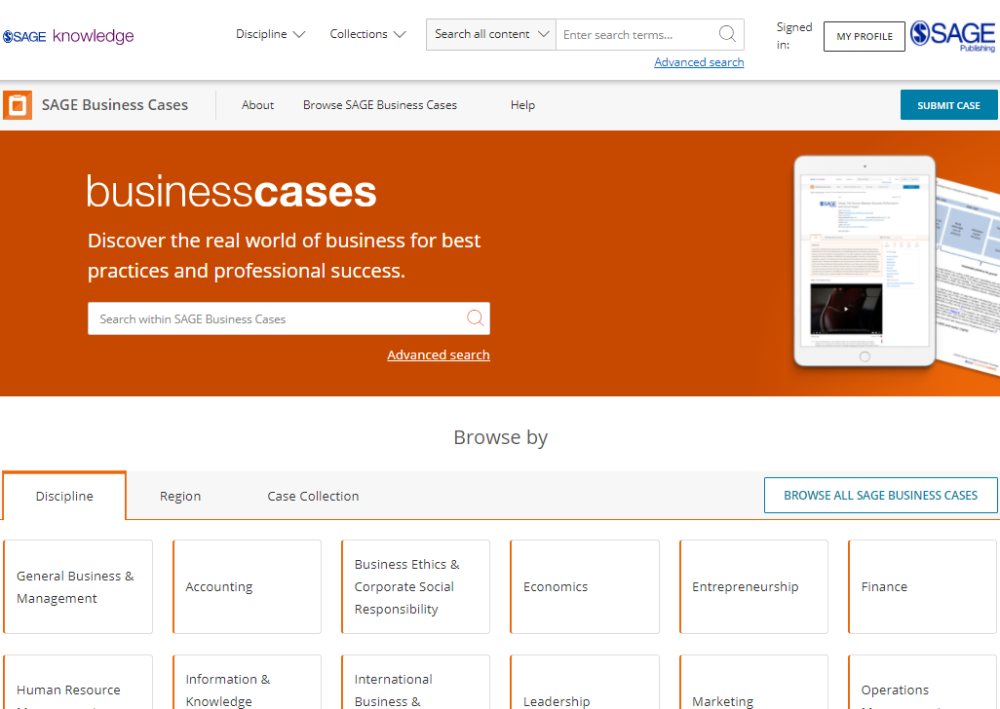 SAGE knowledge
Discipline
Collections
Search all content
Enter search terms...
Advanced search
Signed
in:
MY PROFILE
SAGE
Publishing
SAGE Business Cases
About
Browse SAGE Business Cases
Help
SUBMIT CASE
businesscases
Discover the real world of business for best
practices and professional success.
Search within SAGE Business Cases
Advanced search
Browse by
Discipline
Region
Case Collection
BROWSE ALL SAGE BUSINESS CASES
General Business &
Management
Accounting
Business Ethics &
Corporate Social
Responsibility
Economics
Entrepreneurship
Finance
Human Resource
Information &
Knowledge
International
Business &
Leadership
Marketing
Operations